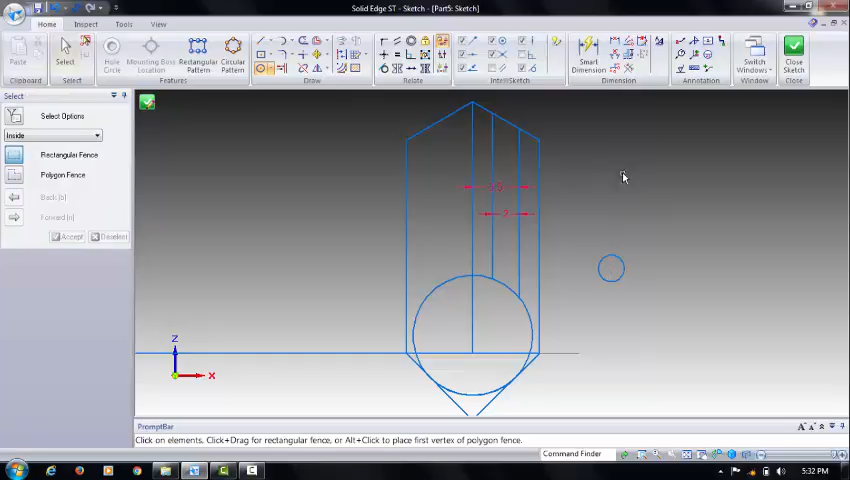 Solid Edge ST - Sketch - [Part5: Sketch]
Home Inspect Tools View
Paste
Select
Hole Circle
Mounting Boss Location
Rectangular Pattern
Circular Pattern
Smart Dimension
Switch Windows
Close Sketch
Clipboard Select Features Draw Relate IntelliSketch Dimension Annotation Window Close
Select
Select Options
Inside
Rectangular Fence
Polygon Fence
Back (b)
Forward (n)
Accept Deselect
2
Z
X
PromptBar
Click on elements, Click+Drag for rectangular fence, or Alt+Click to place first vertex of polygon fence.
Command Finder
5:32 PM